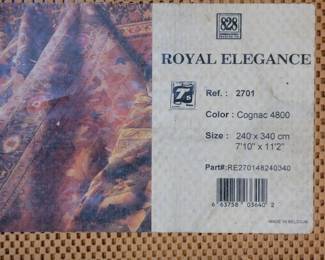 828
ROYAL ELEGANCE
Ref. : 2701
Color : Cognac 4800
Size : 240 x 340 cm
7'10" x 11'2"
Part#:RE270148240340
6 63758 03640 2
MADE IN BELGIUM